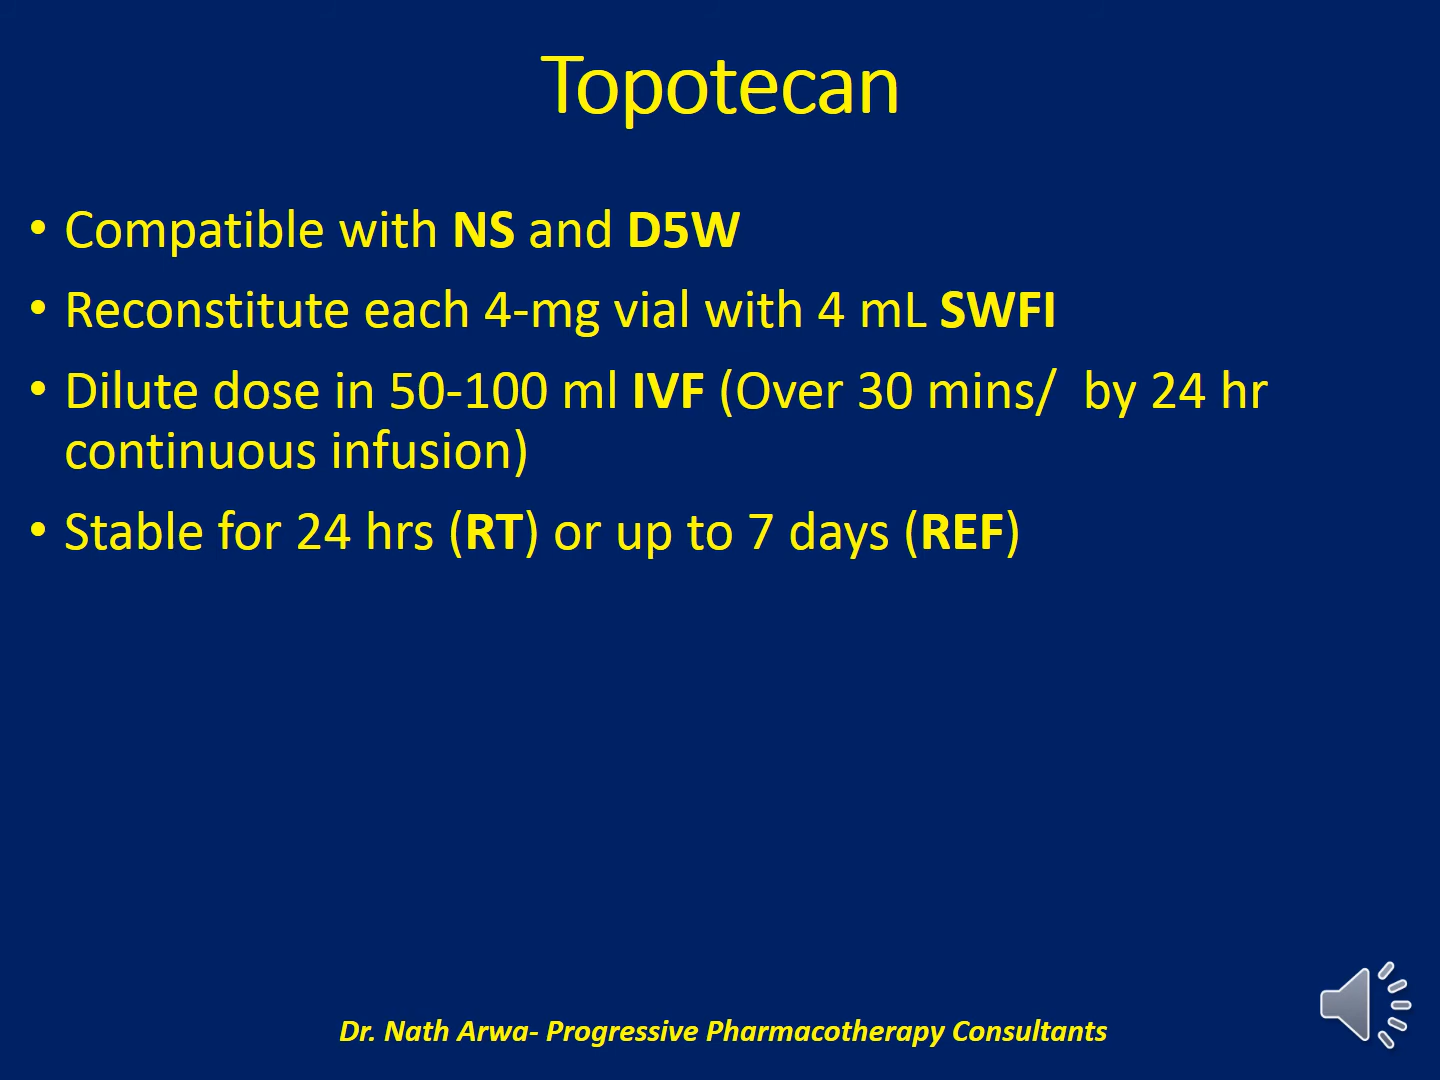 Topotecan
• Compatible with NS and D5W
• Reconstitute each 4-mg vial with 4 mL SWFI
• Dilute dose in 50-100 ml IVF (Over 30 mins/  by 24 hr
continuous infusion)
• Stable for 24 hrs (RT) or up to 7 days (REF)
Dr. Nath Arwa- Progressive Pharmacotherapy Consultants